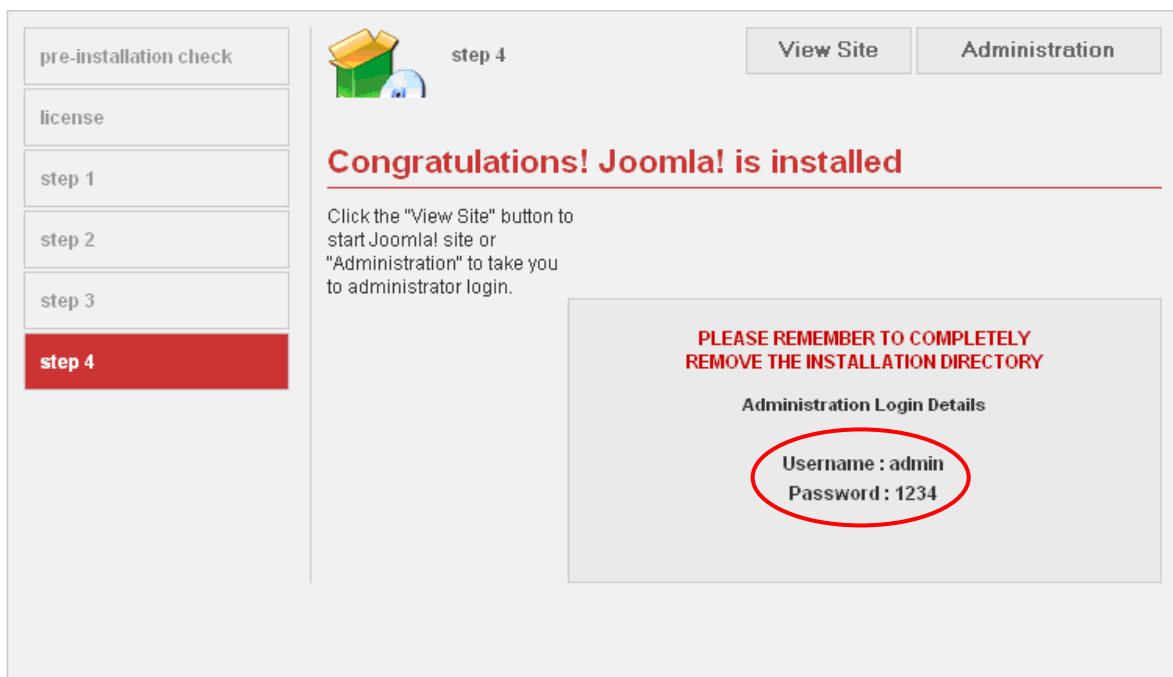 pre-installation check
license
step 1
step 2
step 3
step 4
step 4
View Site
Administration
Congratulations! Joomla! is installed
Click the "View Site" button to
start Joomla! site or
"Administration" to take you
to administrator login.
PLEASE REMEMBER TO COMPLETELY
REMOVE THE INSTALLATION DIRECTORY
Administration Login Details
Username : admin
Password : 1234